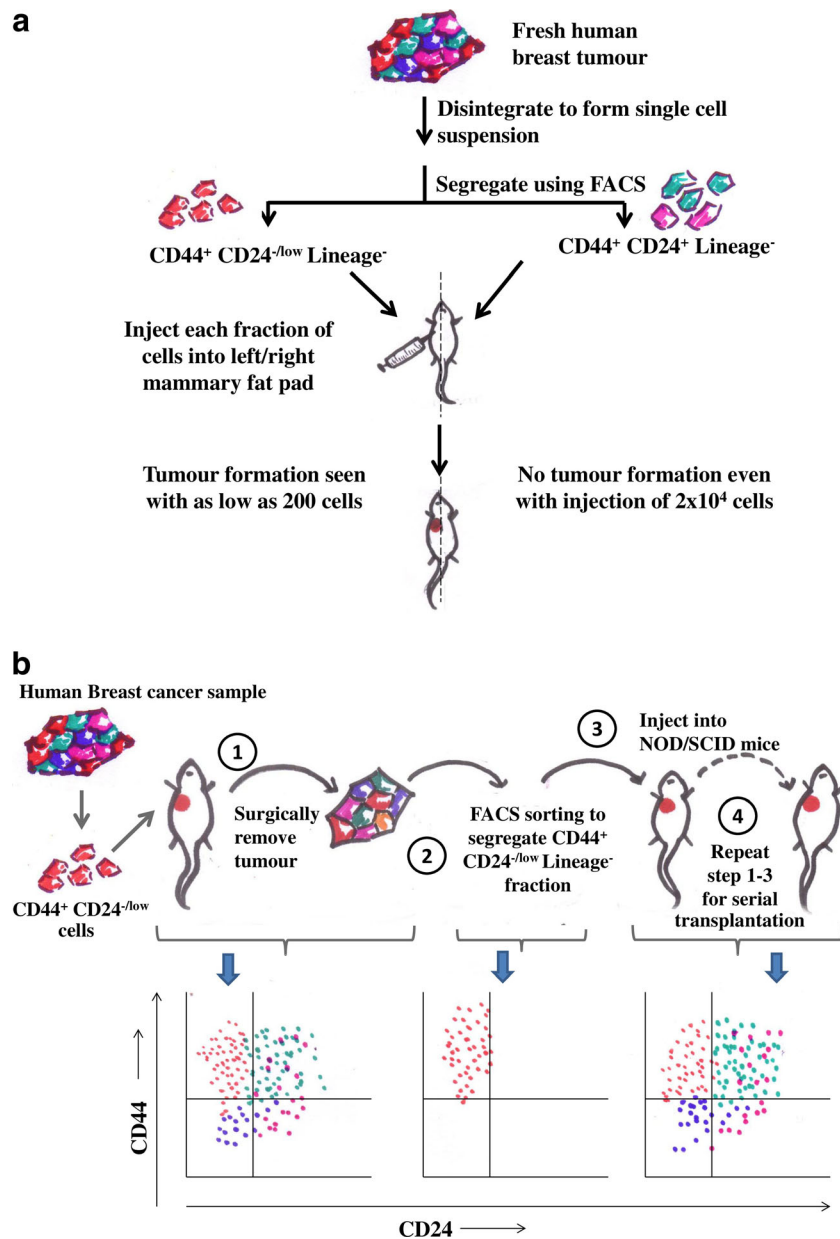 a
Fresh human
breast tumour
Disintegrate to form single cell
suspension
Segregate using FACS
CD44⁺ CD24⁻/ˡᵒʷ Lineage⁻
CD44⁺ CD24⁺ Lineage⁻
Inject each fraction of
cells into left/right
mammary fat pad
Tumour formation seen
with as low as 200 cells
No tumour formation even
with injection of 2x10⁴ cells
b
Human Breast cancer sample
CD44⁺ CD24⁻/ˡᵒʷ
cells
1
Surgically
remove
tumour
2
FACS sorting to
segregate CD44⁺
CD24⁻/ˡᵒʷ Lineage⁻
fraction
3
Inject into
NOD/SCID mice
4
Repeat
step 1-3
for serial
transplantation
CD44
CD24